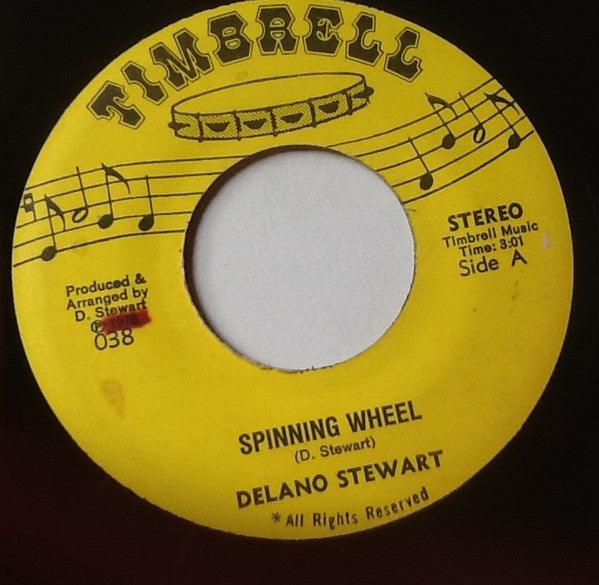 TIMBRELL
STEREO
Timbrell Music
Time: 3:01
Side A
Produced &
Arranged by
D. Stewart
℗
038
SPINNING WHEEL
(D. Stewart)
DELANO STEWART
*All Rights Reserved